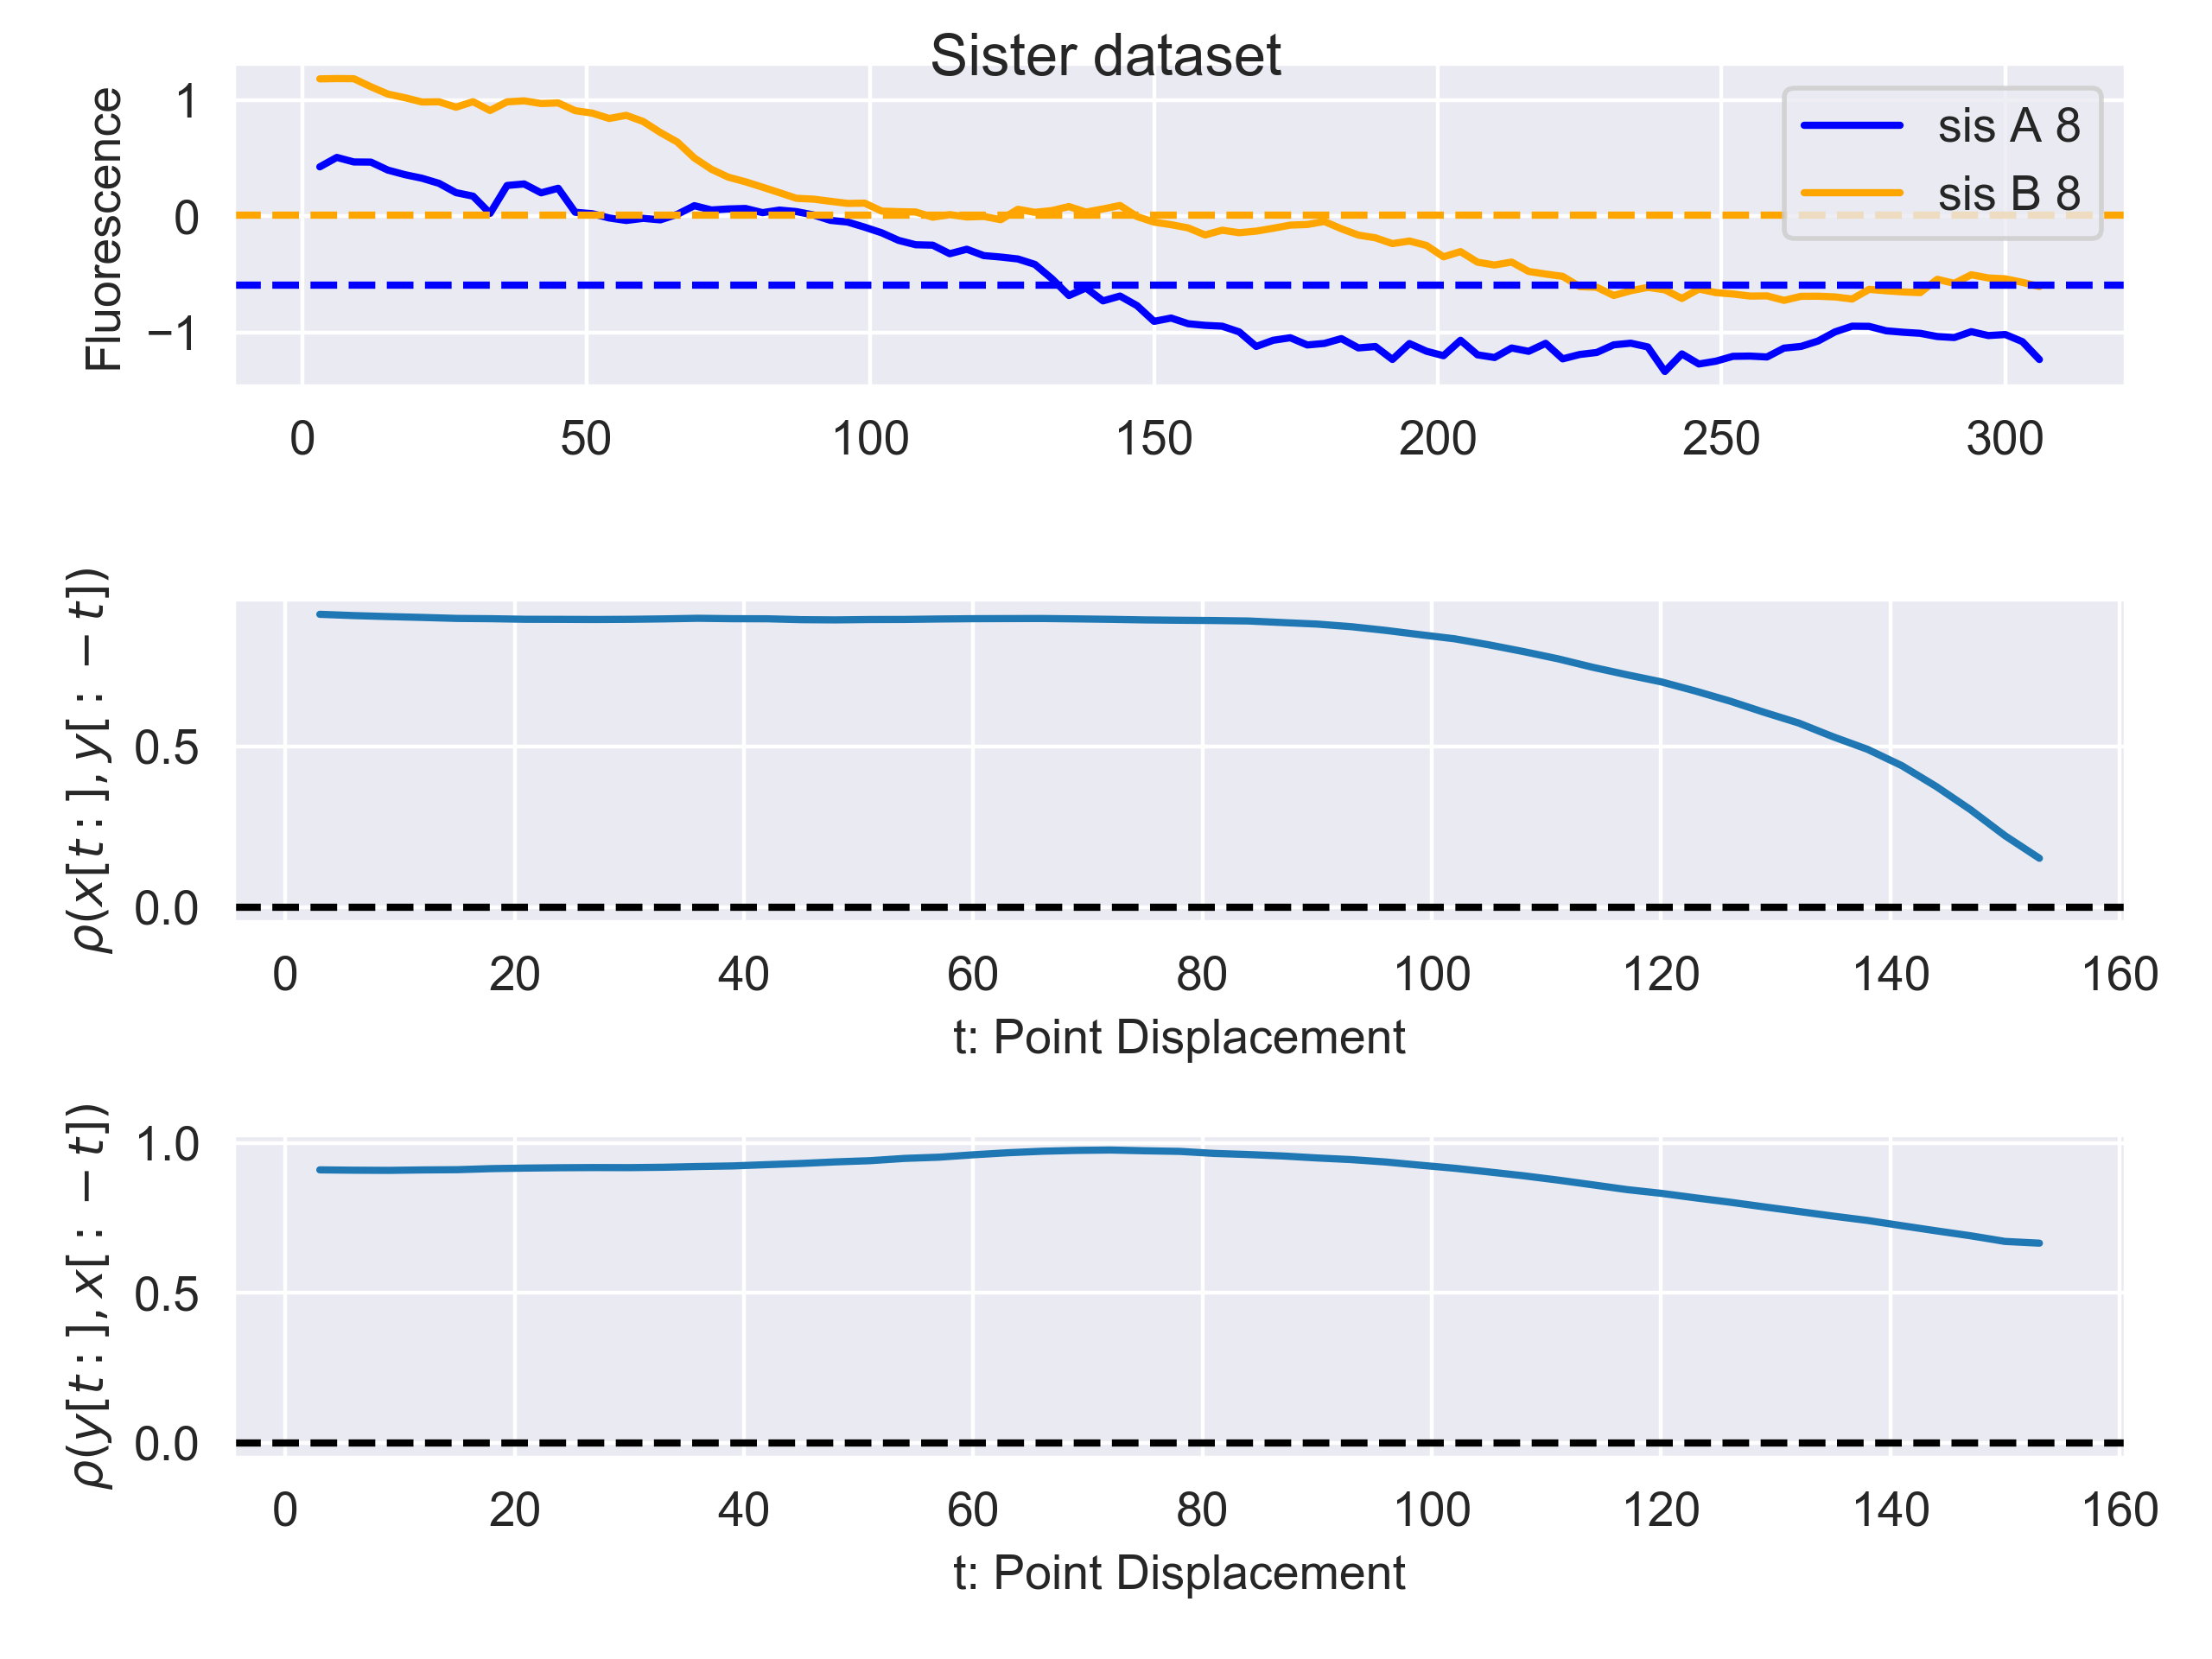 Sister dataset
Fluorescence
1
0
−1
sis A 8
sis B 8
0 50 100 150 200 250 300
ρ(x[t:], y[: − t])
0.5
0.0
0 20 40 60 80 100 120 140 160
t: Point Displacement
ρ(y[t:], x[: − t])
1.0
0.5
0.0
0 20 40 60 80 100 120 140 160
t: Point Displacement